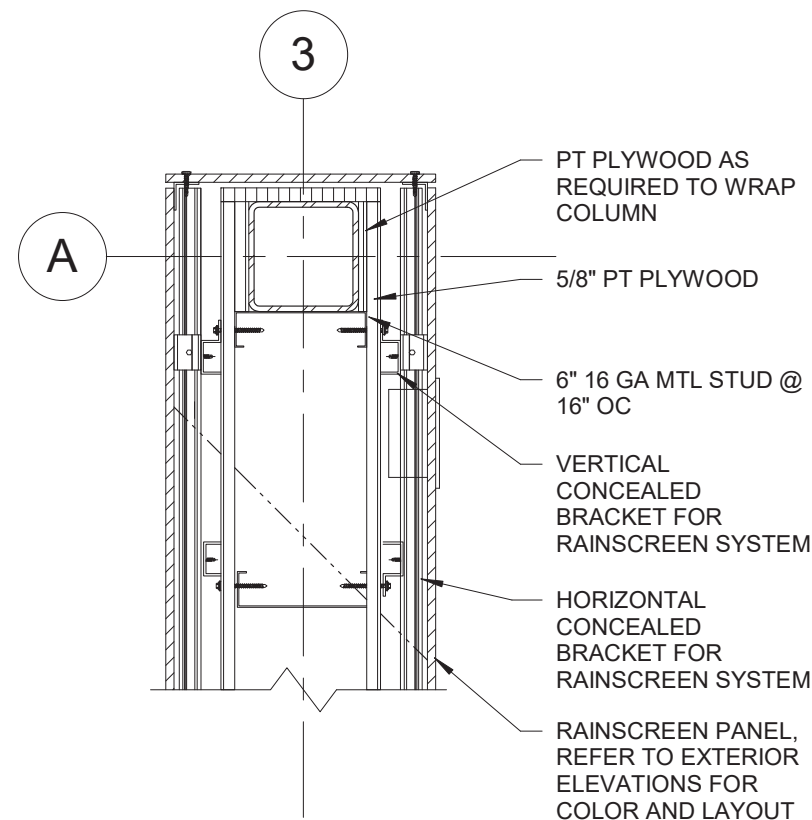 3
A
PT PLYWOOD AS
REQUIRED TO WRAP
COLUMN
5/8" PT PLYWOOD
6" 16 GA MTL STUD @
16" OC
VERTICAL
CONCEALED
BRACKET FOR
RAINSCREEN SYSTEM
HORIZONTAL
CONCEALED
BRACKET FOR
RAINSCREEN SYSTEM
RAINSCREEN PANEL,
REFER TO EXTERIOR
ELEVATIONS FOR
COLOR AND LAYOUT